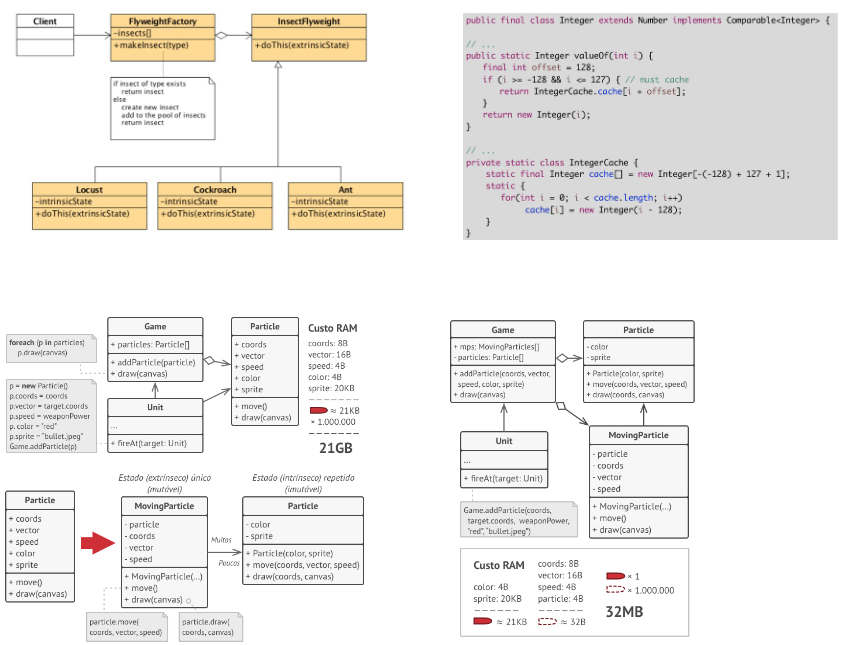 Client
FlyweightFactory
-insects[]
+makeInsect(type)
InsectFlyweight
+doThis(extrinsicState)
if insect of type exists
return insect
else
create new insect
add to the pool of insects
return insect
Locust
-intrinsicState
+doThis(extrinsicState)
Cockroach
-intrinsicState
+doThis(extrinsicState)
Ant
-intrinsicState
+doThis(extrinsicState)
public final class Integer extends Number implements Comparable<Integer> {
// ...
public static Integer valueOf(int i) {
final int offset = 128;
if (i >= -128 && i <= 127) { // must cache
return IntegerCache.cache[i + offset];
}
return new Integer(i);
}
// ...
private static class IntegerCache {
static final Integer cache[] = new Integer[-(-128) + 127 + 1];
static {
for(int i = 0; i < cache.length; i++)
cache[i] = new Integer(i - 128);
}
}
foreach (p in particles)
p.draw(canvas)
p = new Particle()
p.coords = coords
p.vector = target.coords
p.speed = weaponPower
p. color = "red"
p.sprite = "bullet.jpeg"
Game.addParticle(p)
Game
+ particles: Particle[]
+ addParticle(particle)
+ draw(canvas)
Unit
...
+ fireAt(target: Unit)
Particle
+ coords
+ vector
+ speed
+ color
+ sprite
+ move()
+ draw(canvas)
Custo RAM
coords: 8B
vector: 16B
speed: 4B
color: 4B
sprite: 20KB
≈ 21KB
× 1.000.000
21GB
Particle
+ coords
+ vector
+ speed
+ color
+ sprite
+ move()
+ draw(canvas)
Estado (extrínseco) único
(mutável)
MovingParticle
- particle
- coords
- vector
- speed
+ MovingParticle(...)
+ move()
+ draw(canvas)
Muitos
Poucos
Estado (intrínseco) repetido
(imutável)
Particle
- color
- sprite
+ Particle(color, sprite)
+ move(coords, vector, speed)
+ draw(coords, canvas)
particle.move(
coords, vector, speed)
particle.draw(
coords, canvas)
Game
+ mps: MovingParticles[]
- particles: Particle[]
+ addParticle(coords, vector,
speed, color, sprite)
+ draw(canvas)
Particle
- color
- sprite
+ Particle(color, sprite)
+ move(coords, vector, speed)
+ draw(coords, canvas)
Unit
...
+ fireAt(target: Unit)
MovingParticle
- particle
- coords
- vector
- speed
+ MovingParticle(...)
+ move()
+ draw(canvas)
Game.addParticle(coords,
target.coords, weaponPower,
"red", "bullet.jpeg")
Custo RAM
color: 4B
sprite: 20KB
≈ 21KB
coords: 8B
vector: 16B
speed: 4B
particle: 4B
≈ 32B
× 1
× 1.000.000
32MB